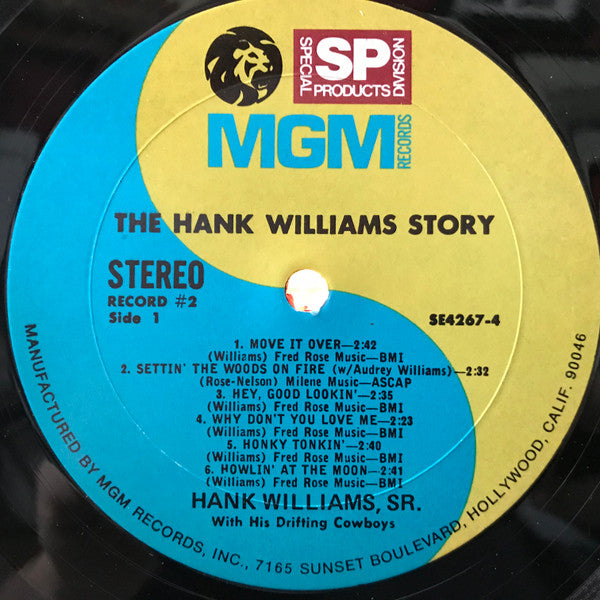 SPECIAL
SP
PRODUCTS
DIVISION
MGM
RECORDS
THE HANK WILLIAMS STORY
STEREO
RECORD #2
Side 1
SE4267-4
1. MOVE IT OVER—2:42
(Williams) Fred Rose Music—BMI
2. SETTIN' THE WOODS ON FIRE (w/Audrey Williams)—2:32
(Rose-Nelson) Milene Music—ASCAP
3. HEY, GOOD LOOKIN'—2:35
(Williams) Fred Rose Music—BMI
4. WHY DON'T YOU LOVE ME—2:23
(Williams) Fred Rose Music—BMI
5. HONKY TONKIN'—2:40
(Williams) Fred Rose Music—BMI
6. HOWLIN' AT THE MOON—2:41
(Williams) Fred Rose Music—BMI
HANK WILLIAMS, SR.
With His Drifting Cowboys
MANUFACTURED BY MGM RECORDS, INC., 7165 SUNSET BOULEVARD, HOLLYWOOD, CALIF. 90046